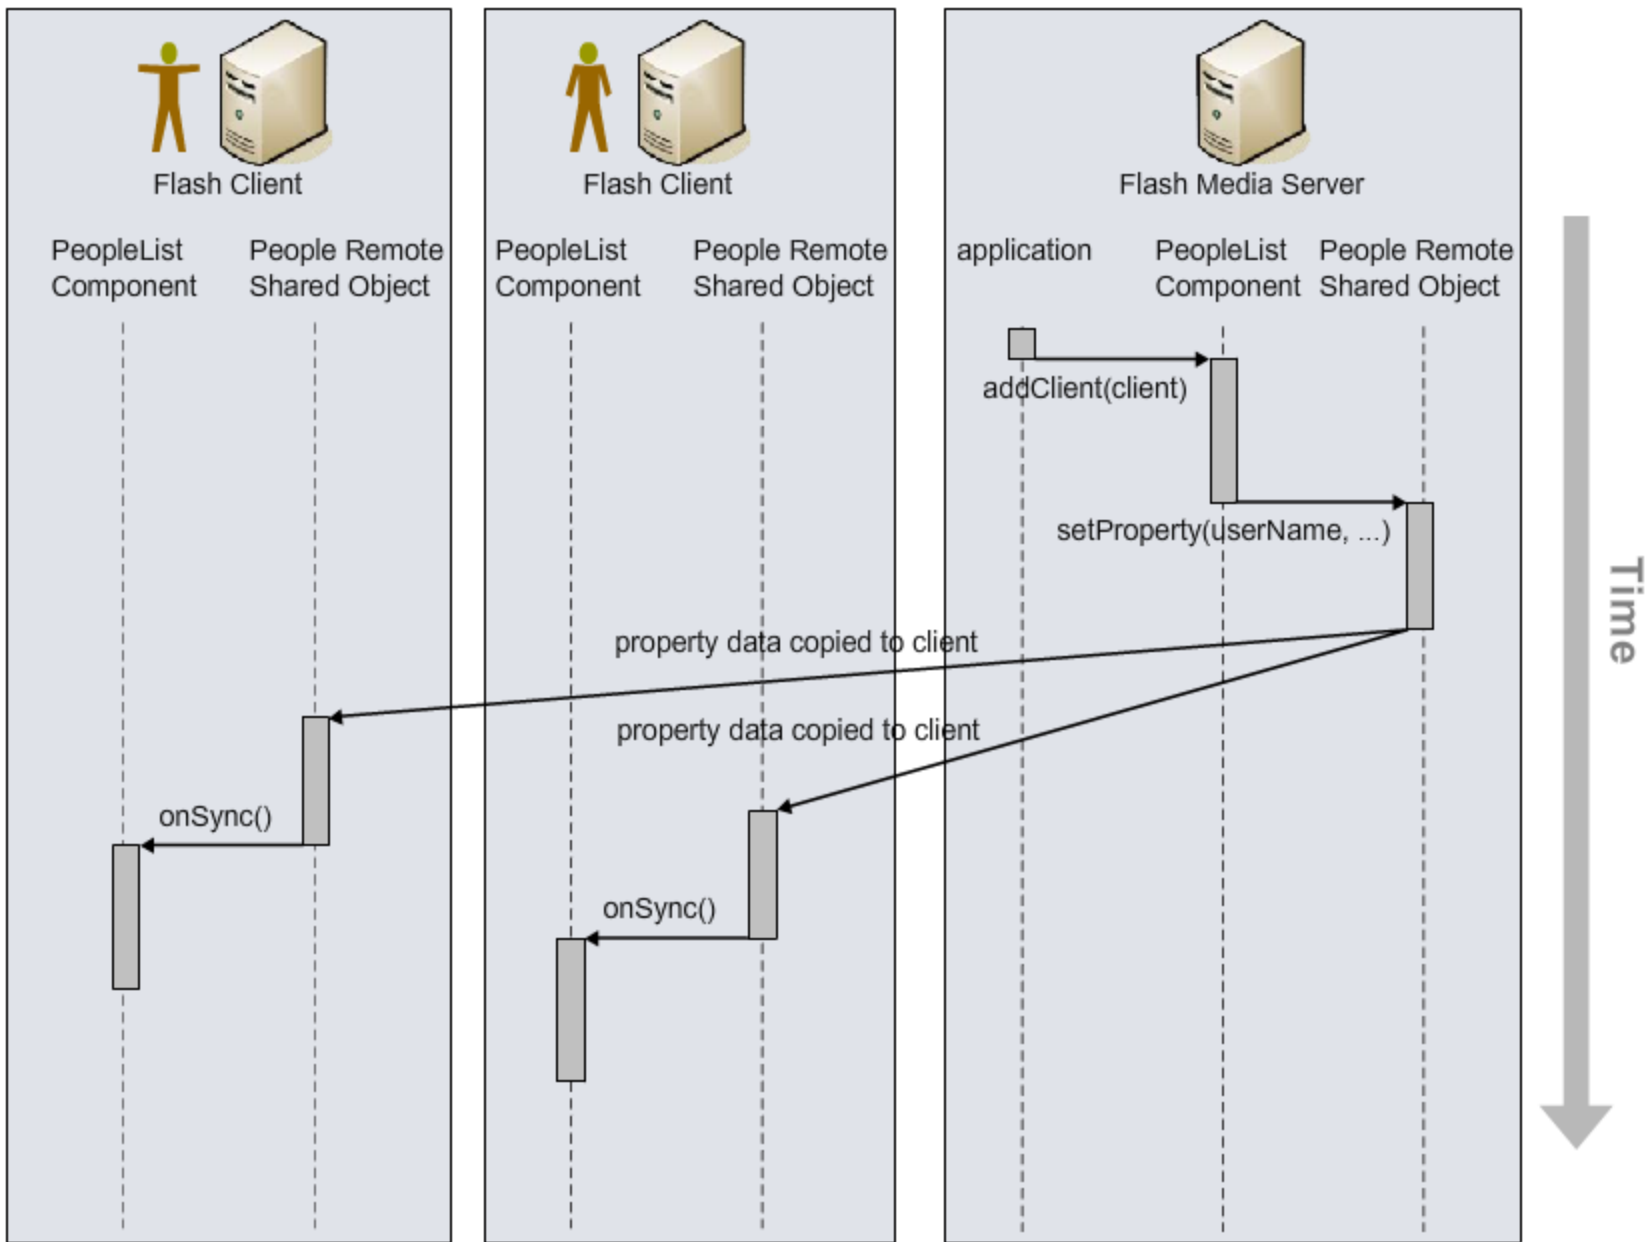 Flash Client
Flash Client
Flash Media Server
PeopleList
Component
People Remote
Shared Object
PeopleList
Component
People Remote
Shared Object
application
PeopleList
Component
People Remote
Shared Object
addClient(client)
setProperty(userName, ...)
Time
property data copied to client
property data copied to client
onSync()
onSync()